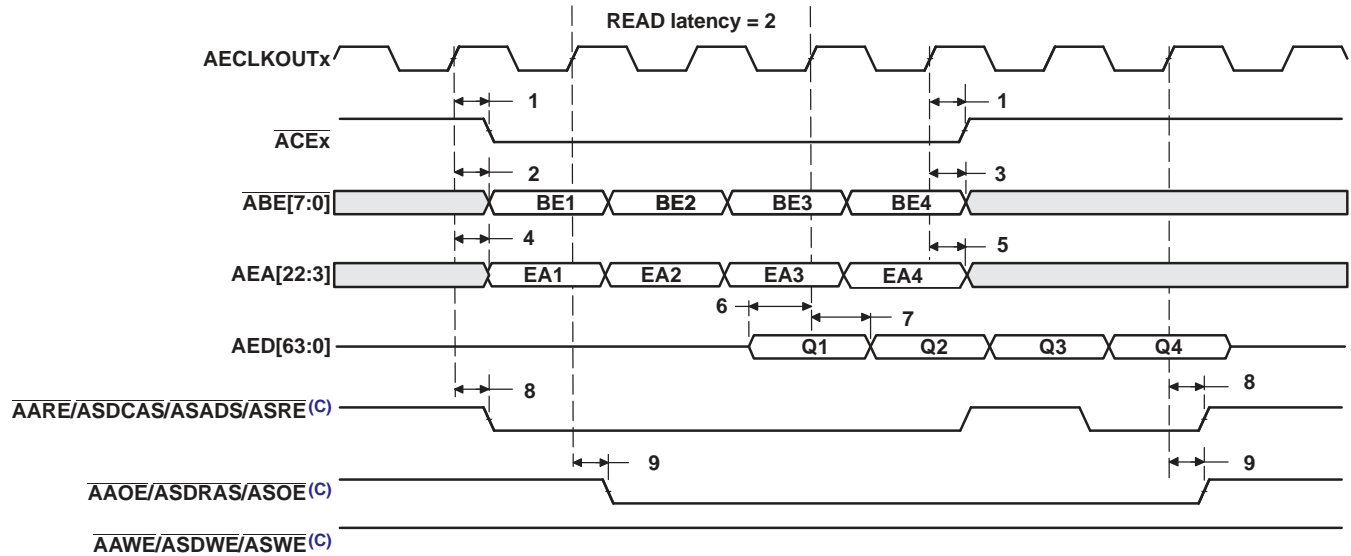 READ latency = 2
AECLKOUTx
1 1
ACEx
2 3
ABE[7:0] BE1 BE2 BE3 BE4
4 5
AEA[22:3] EA1 EA2 EA3 EA4
6 7
AED[63:0] Q1 Q2 Q3 Q4
8 8
AARE/ASDCAS/ASADS/ASRE(C)
9 9
AAOE/ASDRAS/ASOE(C)
AAWE/ASDWE/ASWE(C)